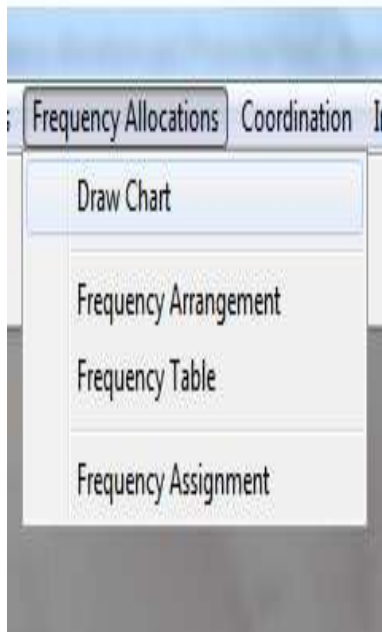 Frequency Allocations Coordination
Draw Chart
Frequency Arrangement
Frequency Table
Frequency Assignment